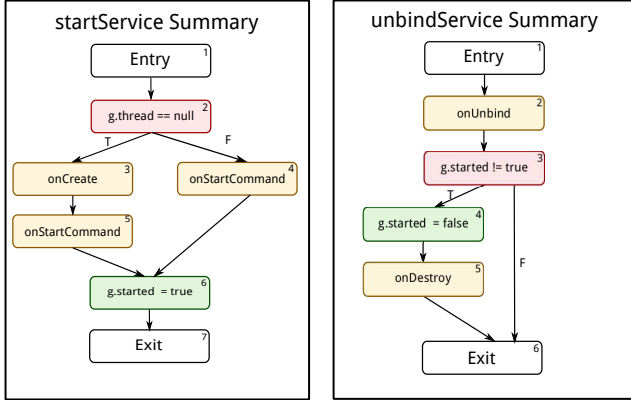 startService Summary
Entry 1
g.thread == null 2
T F
onCreate 3
onStartCommand 4
onStartCommand 5
g.started = true 6
Exit 7
unbindService Summary
Entry 1
onUnbind 2
g.started != true 3
T
g.started = false 4
F
onDestroy 5
Exit 6